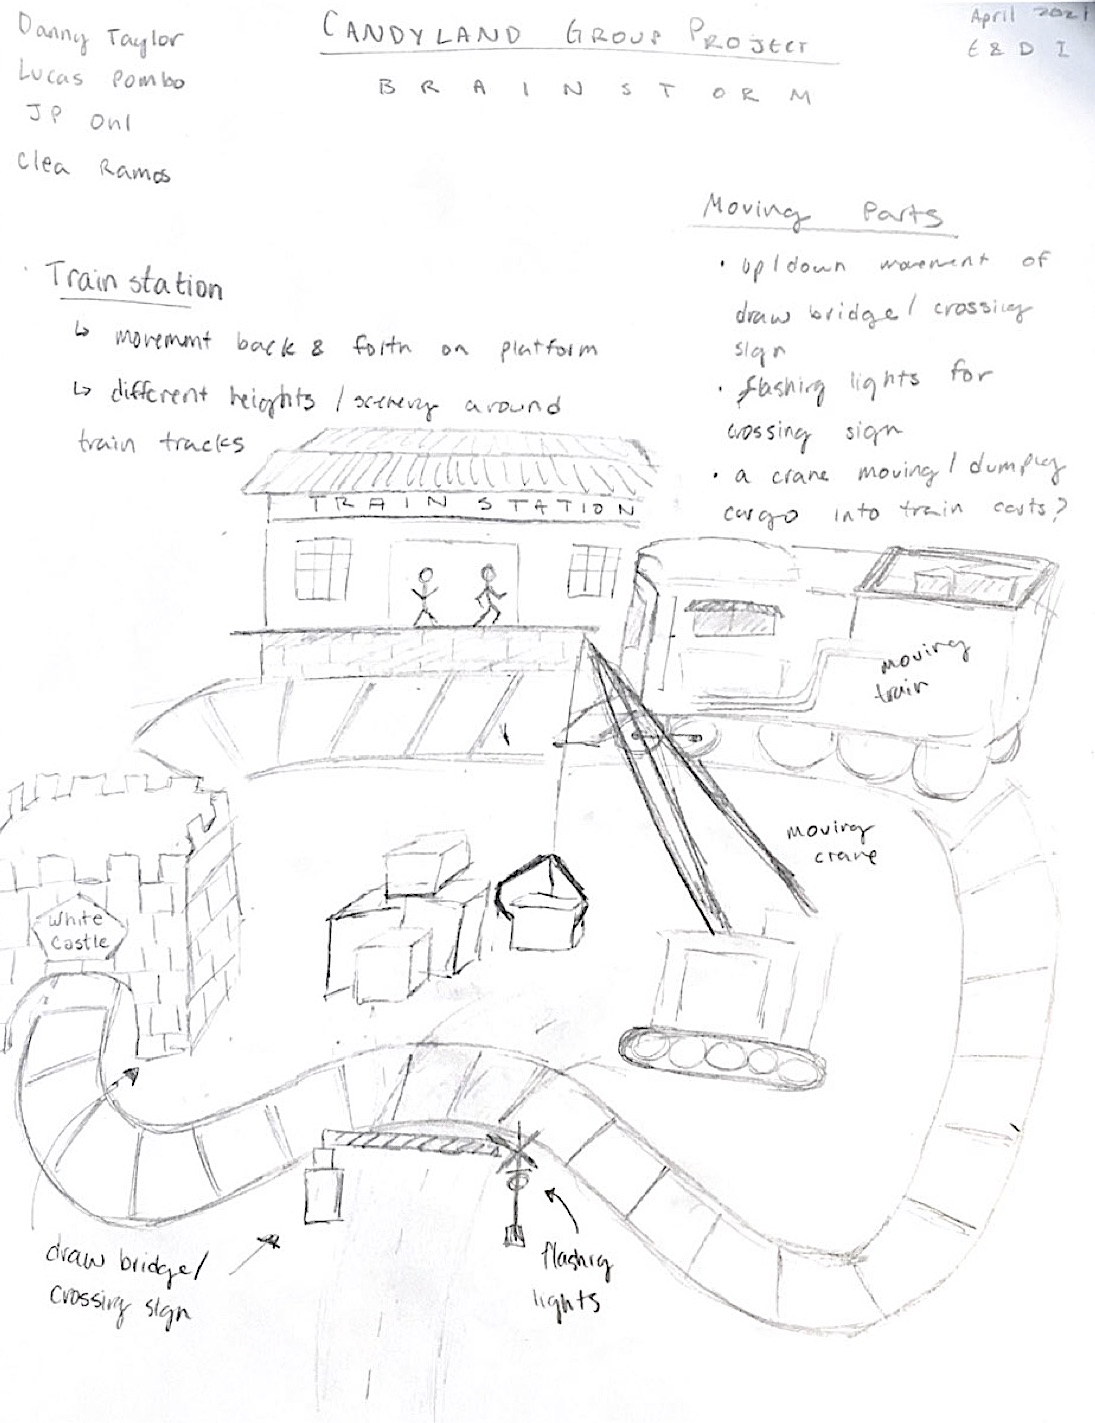 Danny Taylor
Lucas Pombo
JP Onl
Clea Ramos
CANDYLAND GROUP PROJECT
BRAINSTORM
April 2021
E & D I
Moving Parts
• up/down movement of
draw bridge/crossing
sign
• flashing lights for
crossing sign
• a crane moving/dumping
cargo into train carts?
• Train station
↳ movement back & forth on platform
↳ different heights/scenery around
train tracks
TRAIN STATION
moving
train
moving
crane
White
Castle
draw bridge/
crossing sign
flashing
lights